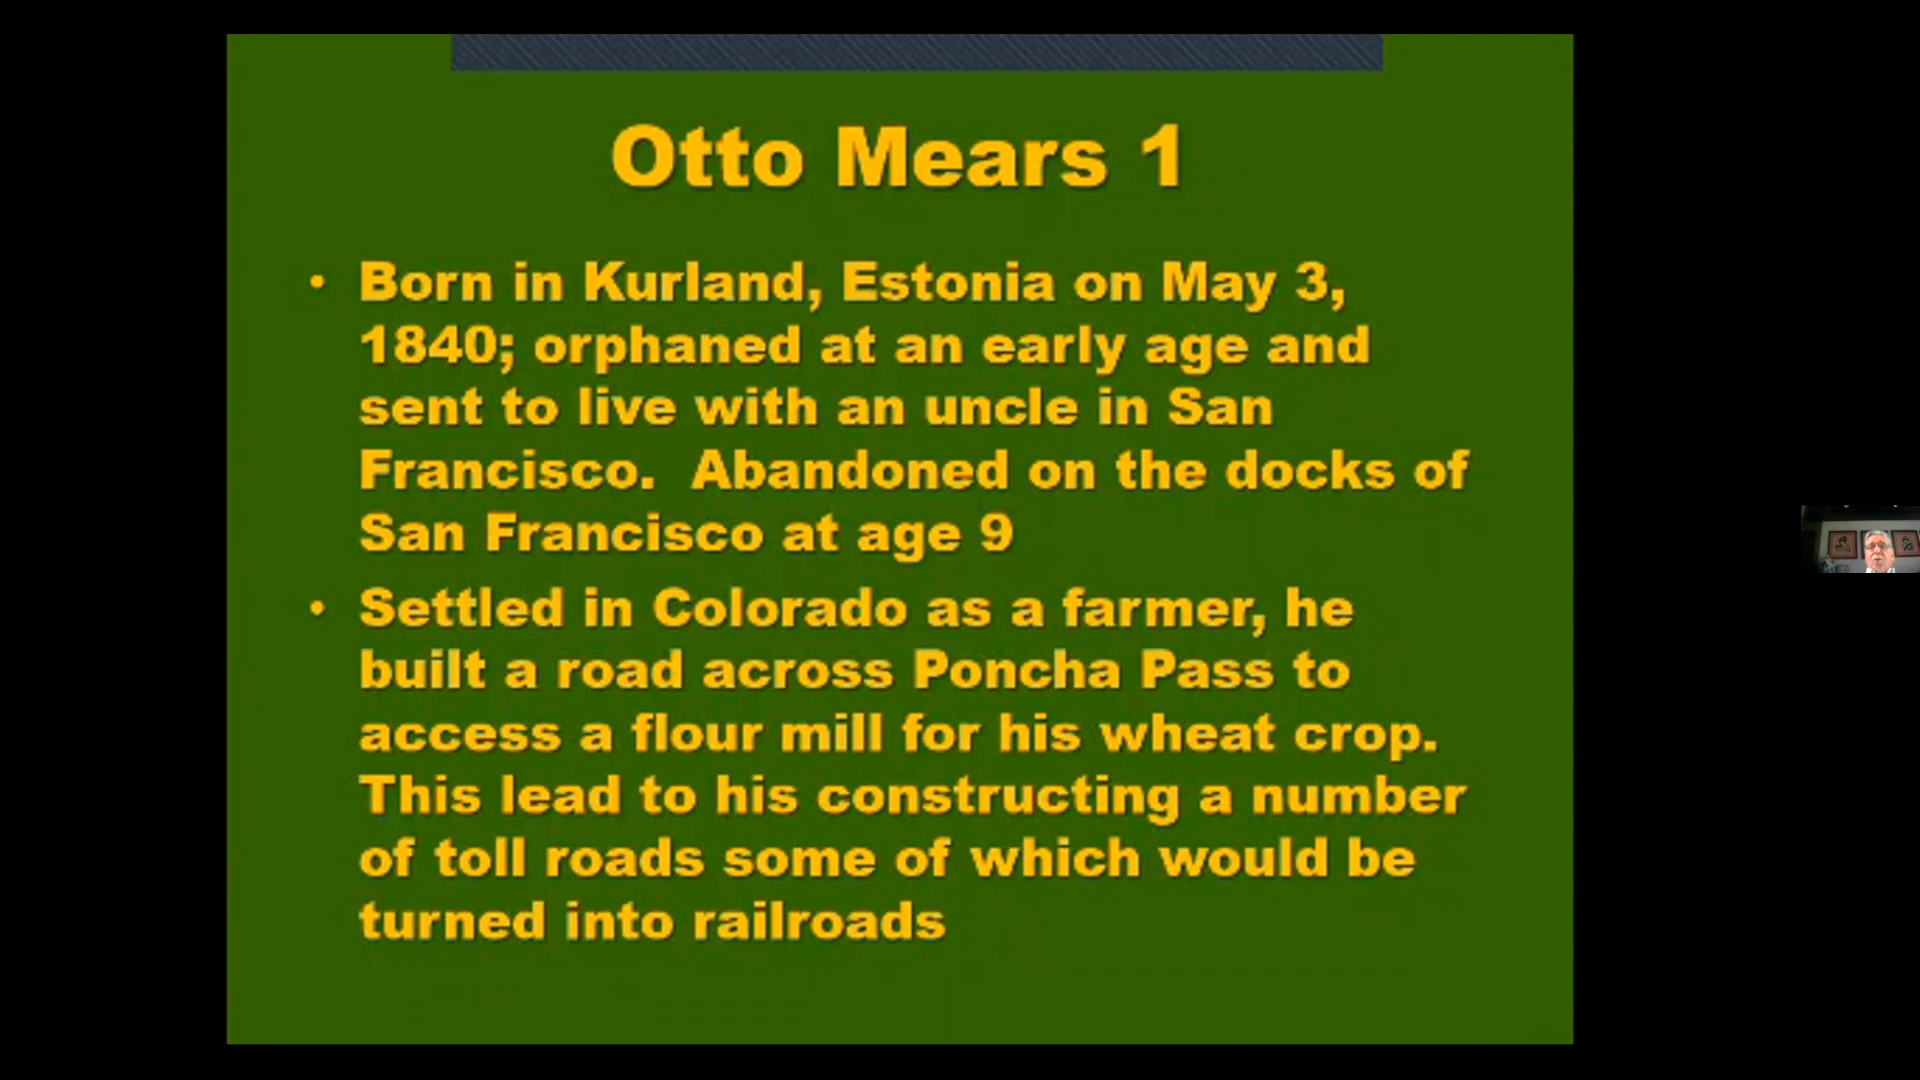 Otto Mears 1
• Born in Kurland, Estonia on May 3,
1840; orphaned at an early age and
sent to live with an uncle in San
Francisco.  Abandoned on the docks of
San Francisco at age 9
• Settled in Colorado as a farmer, he
built a road across Poncha Pass to
access a flour mill for his wheat crop.
This lead to his constructing a number
of toll roads some of which would be
turned into railroads